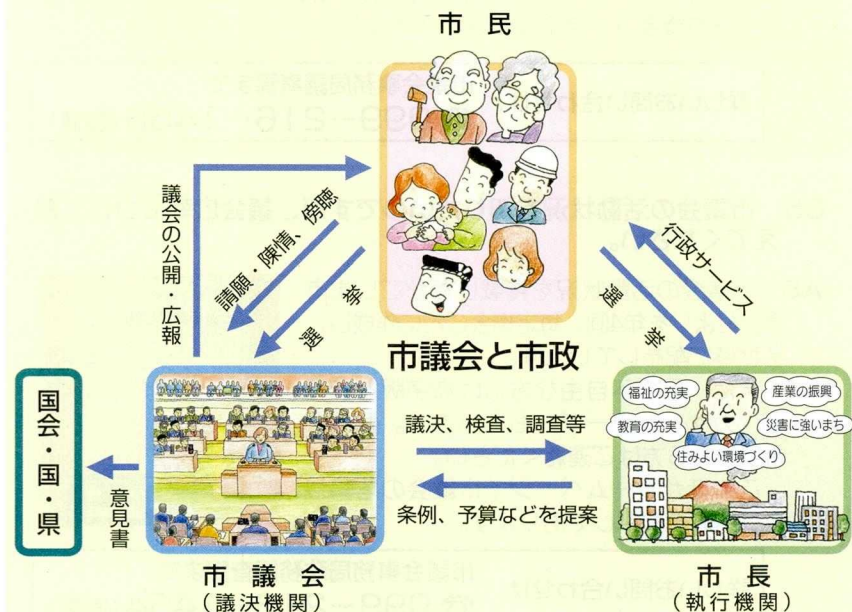 市民
議会の公開・広報
請願・陳情、傍聴
選挙
行政サービス
選挙
市議会と市政
国会・国・県
意見書
議決、検査、調査等
条例、予算などを提案
福祉の充実
産業の振興
教育の充実
災害に強いまち
住みよい環境づくり
市議会
（議決機関）
市長
（執行機関）